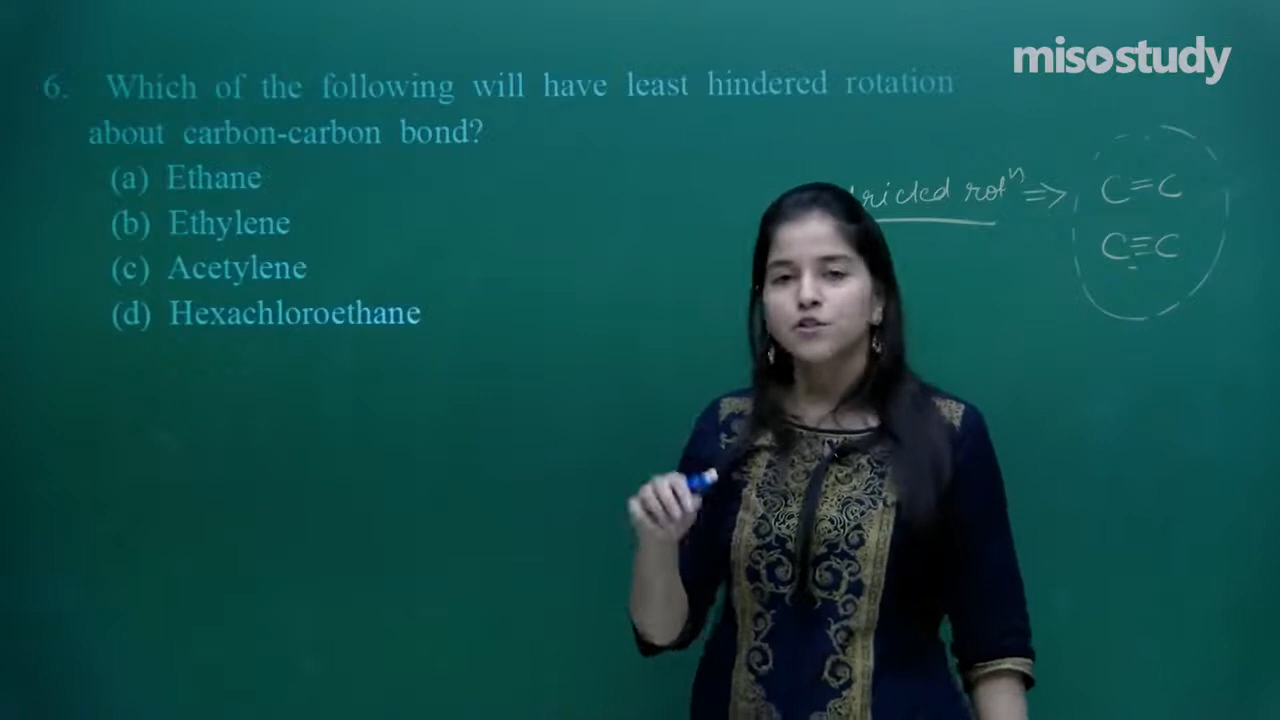 misostudy
6. Which of the following will have least hindered rotation
about carbon-carbon bond?
(a) Ethane
(b) Ethylene
(c) Acetylene
(d) Hexachloroethane
rotⁿ ⇒ C=C
C≡C